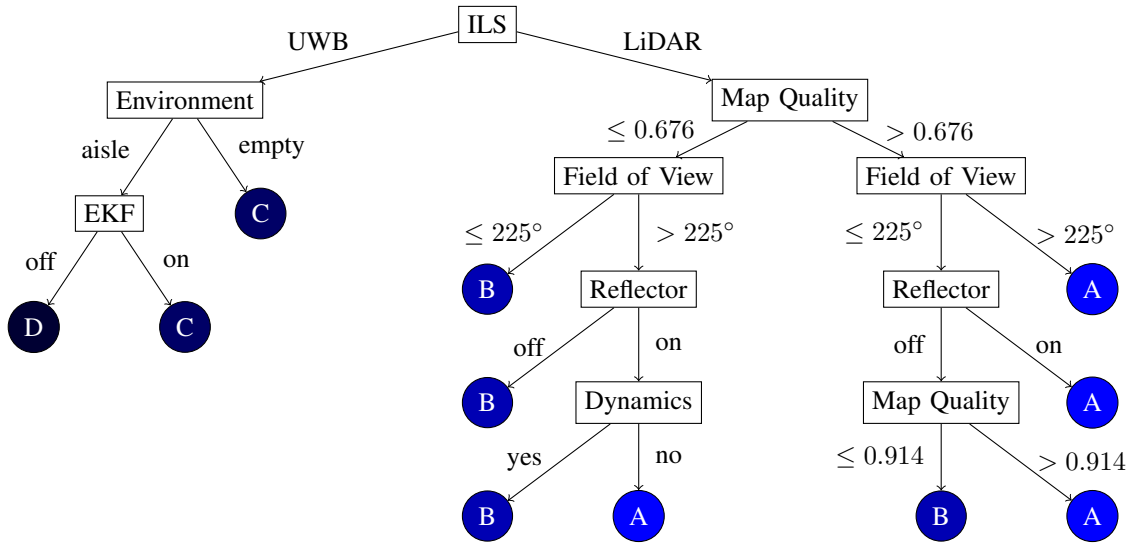 ILS
UWB LiDAR
Environment Map Quality
≤ 0.676 > 0.676
aisle empty
Field of View Field of View
EKF C
≤ 225° > 225° ≤ 225° > 225°
off on
B Reflector Reflector A
D C
off on off on
B Dynamics Map Quality A
yes no ≤ 0.914 > 0.914
B A B A